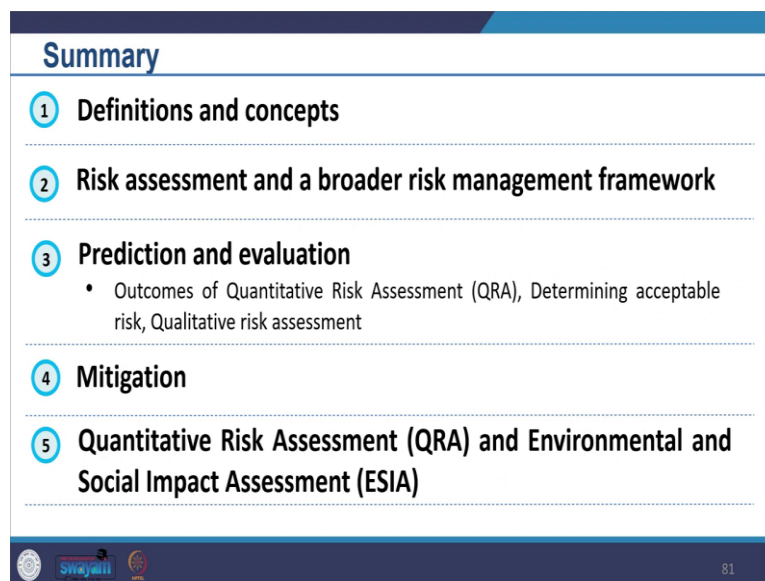 Summary
1 Definitions and concepts
2 Risk assessment and a broader risk management framework
3 Prediction and evaluation
• Outcomes of Quantitative Risk Assessment (QRA), Determining acceptable
risk, Qualitative risk assessment
4 Mitigation
5 Quantitative Risk Assessment (QRA) and Environmental and
Social Impact Assessment (ESIA)
swayam
81